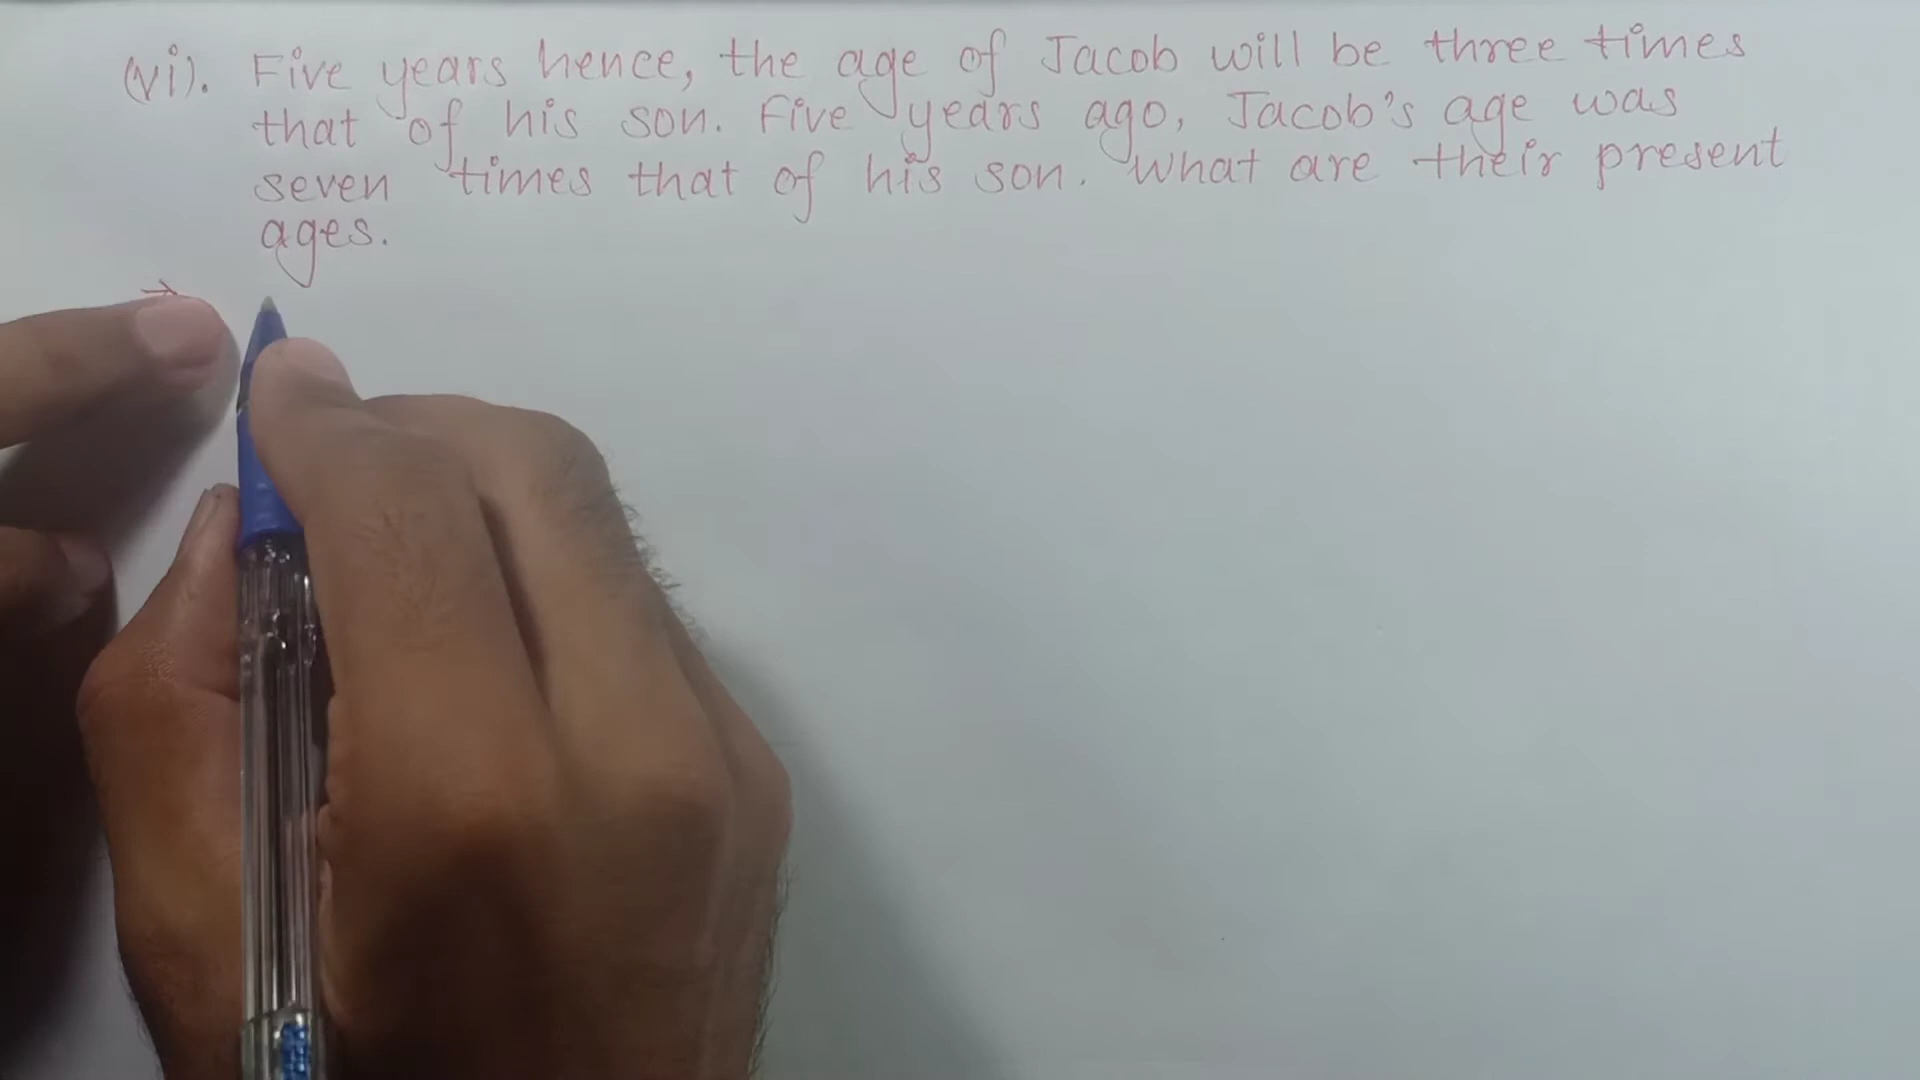 (vi). Five years hence, the age of Jacob will be three times
that of his son. Five years ago, Jacob's age was
seven times that of his son. What are their present
ages.
→